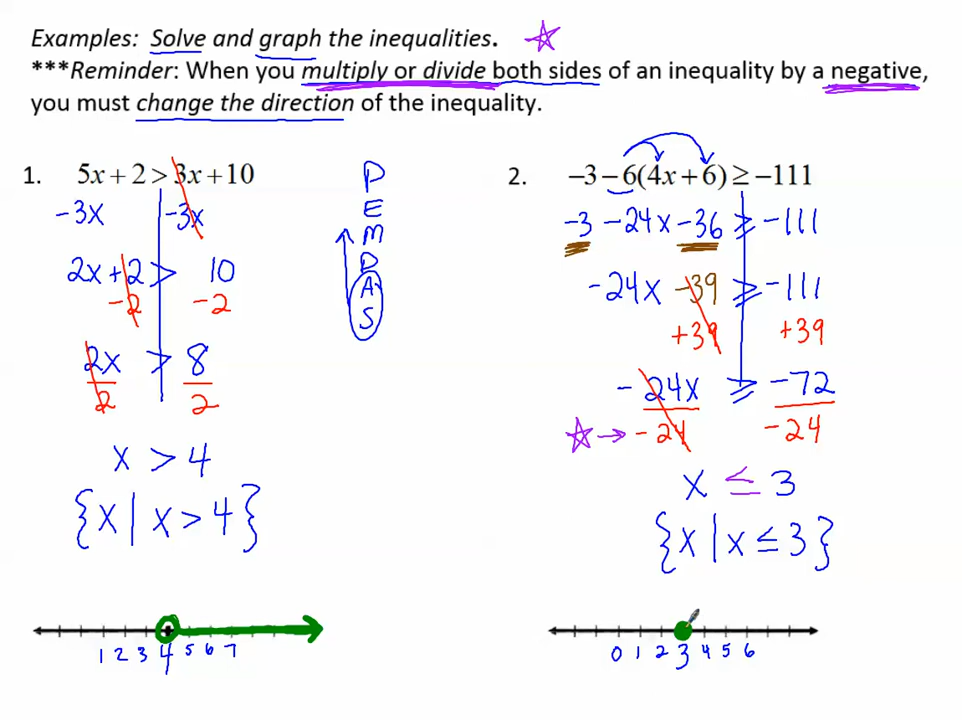 Examples: Solve and graph the inequalities.
***Reminder: When you multiply or divide both sides of an inequality by a negative,
you must change the direction of the inequality.
1. 5x + 2 > 3x + 10
-3x -3x
2x + 2 > 10
-2 -2
2x > 8
2 2
x > 4
{x | x > 4}
1 2 3 4 5 6 7
P
E
M
D
A
S
2. −3 − 6(4x + 6) ≥ −111
-3 -24x -36 ≥ -111
-24x -39 ≥ -111
+39 +39
-24x ≥ -72
-24 -24
x ≤ 3
{x | x ≤ 3}
0 1 2 3 4 5 6